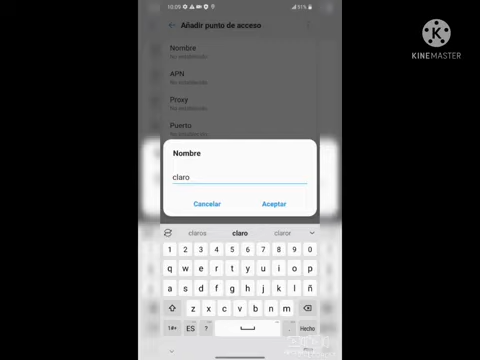 10:05
51%
Añadir punto de acceso
Nombre
No establecido
APN
No establecido
Proxy
No establecido
Puerto
No establecido
Nombre
claro
Cancelar
Aceptar
claros
claro
claror
1 2 3 4 5 6 7 8 9 0
q w e r t y u i o p
a s d f g h j k l ñ
z x c v b n m
!#+
ES
?
.
Hecho
KINEMASTER